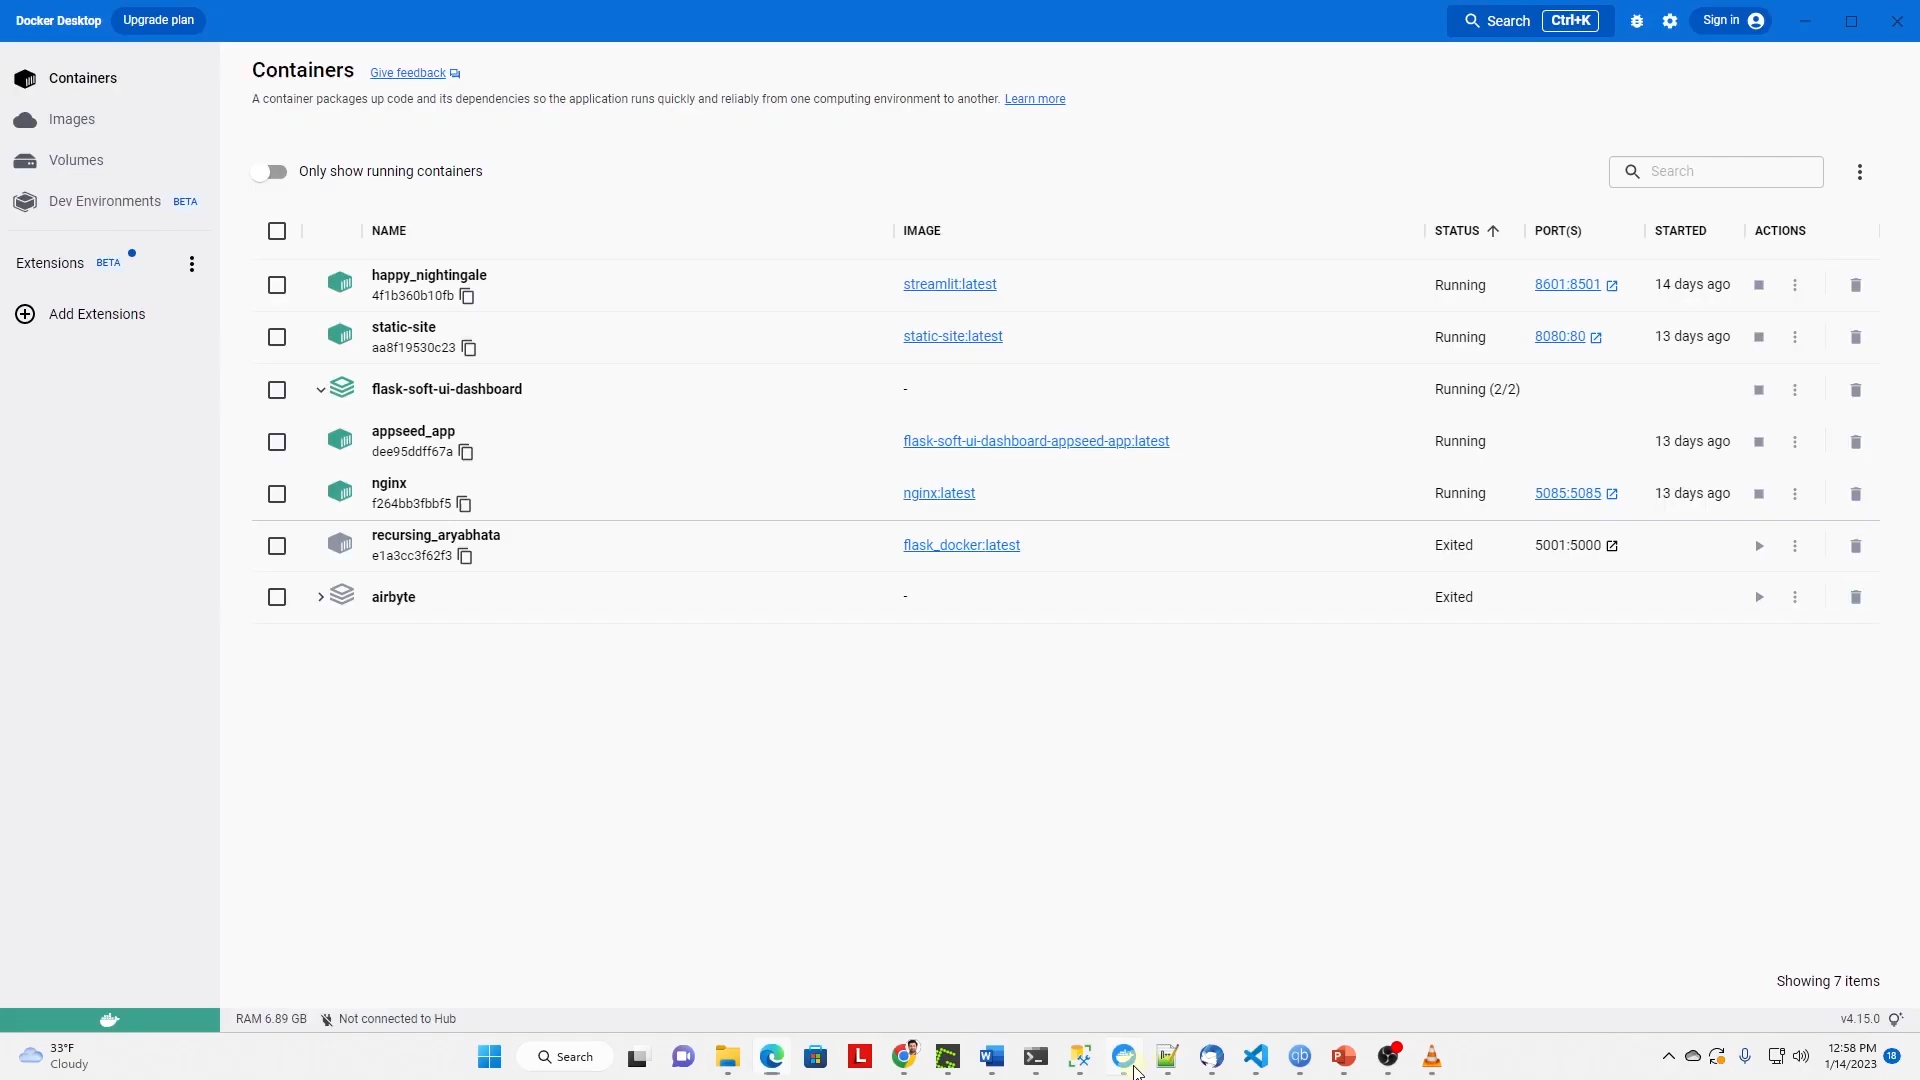 Docker Desktop Upgrade plan Search Ctrl+K Sign in
Containers
Images
Volumes
Dev Environments BETA
Extensions BETA
Add Extensions
Containers Give feedback
A container packages up code and its dependencies so the application runs quickly and reliably from one computing environment to another. Learn more
Only show running containers Search
NAME IMAGE STATUS PORT(S) STARTED ACTIONS
happy_nightingale
4f1b360b10fb streamlit:latest Running 8601:8501 14 days ago
static-site
aa8f19530c23 static-site:latest Running 8080:80 13 days ago
flask-soft-ui-dashboard - Running (2/2)
appseed_app
dee95ddff67a flask-soft-ui-dashboard-appseed-app:latest Running 13 days ago
nginx
f264bb3fbbf5 nginx:latest Running 5085:5085 13 days ago
recursing_aryabhata
e1a3cc3f62f3 flask_docker:latest Exited 5001:5000
airbyte - Exited
Showing 7 items
RAM 6.89 GB Not connected to Hub v4.15.0
33°F
Cloudy
Search
L
W
qb
P
12:58 PM
1/14/2023
18